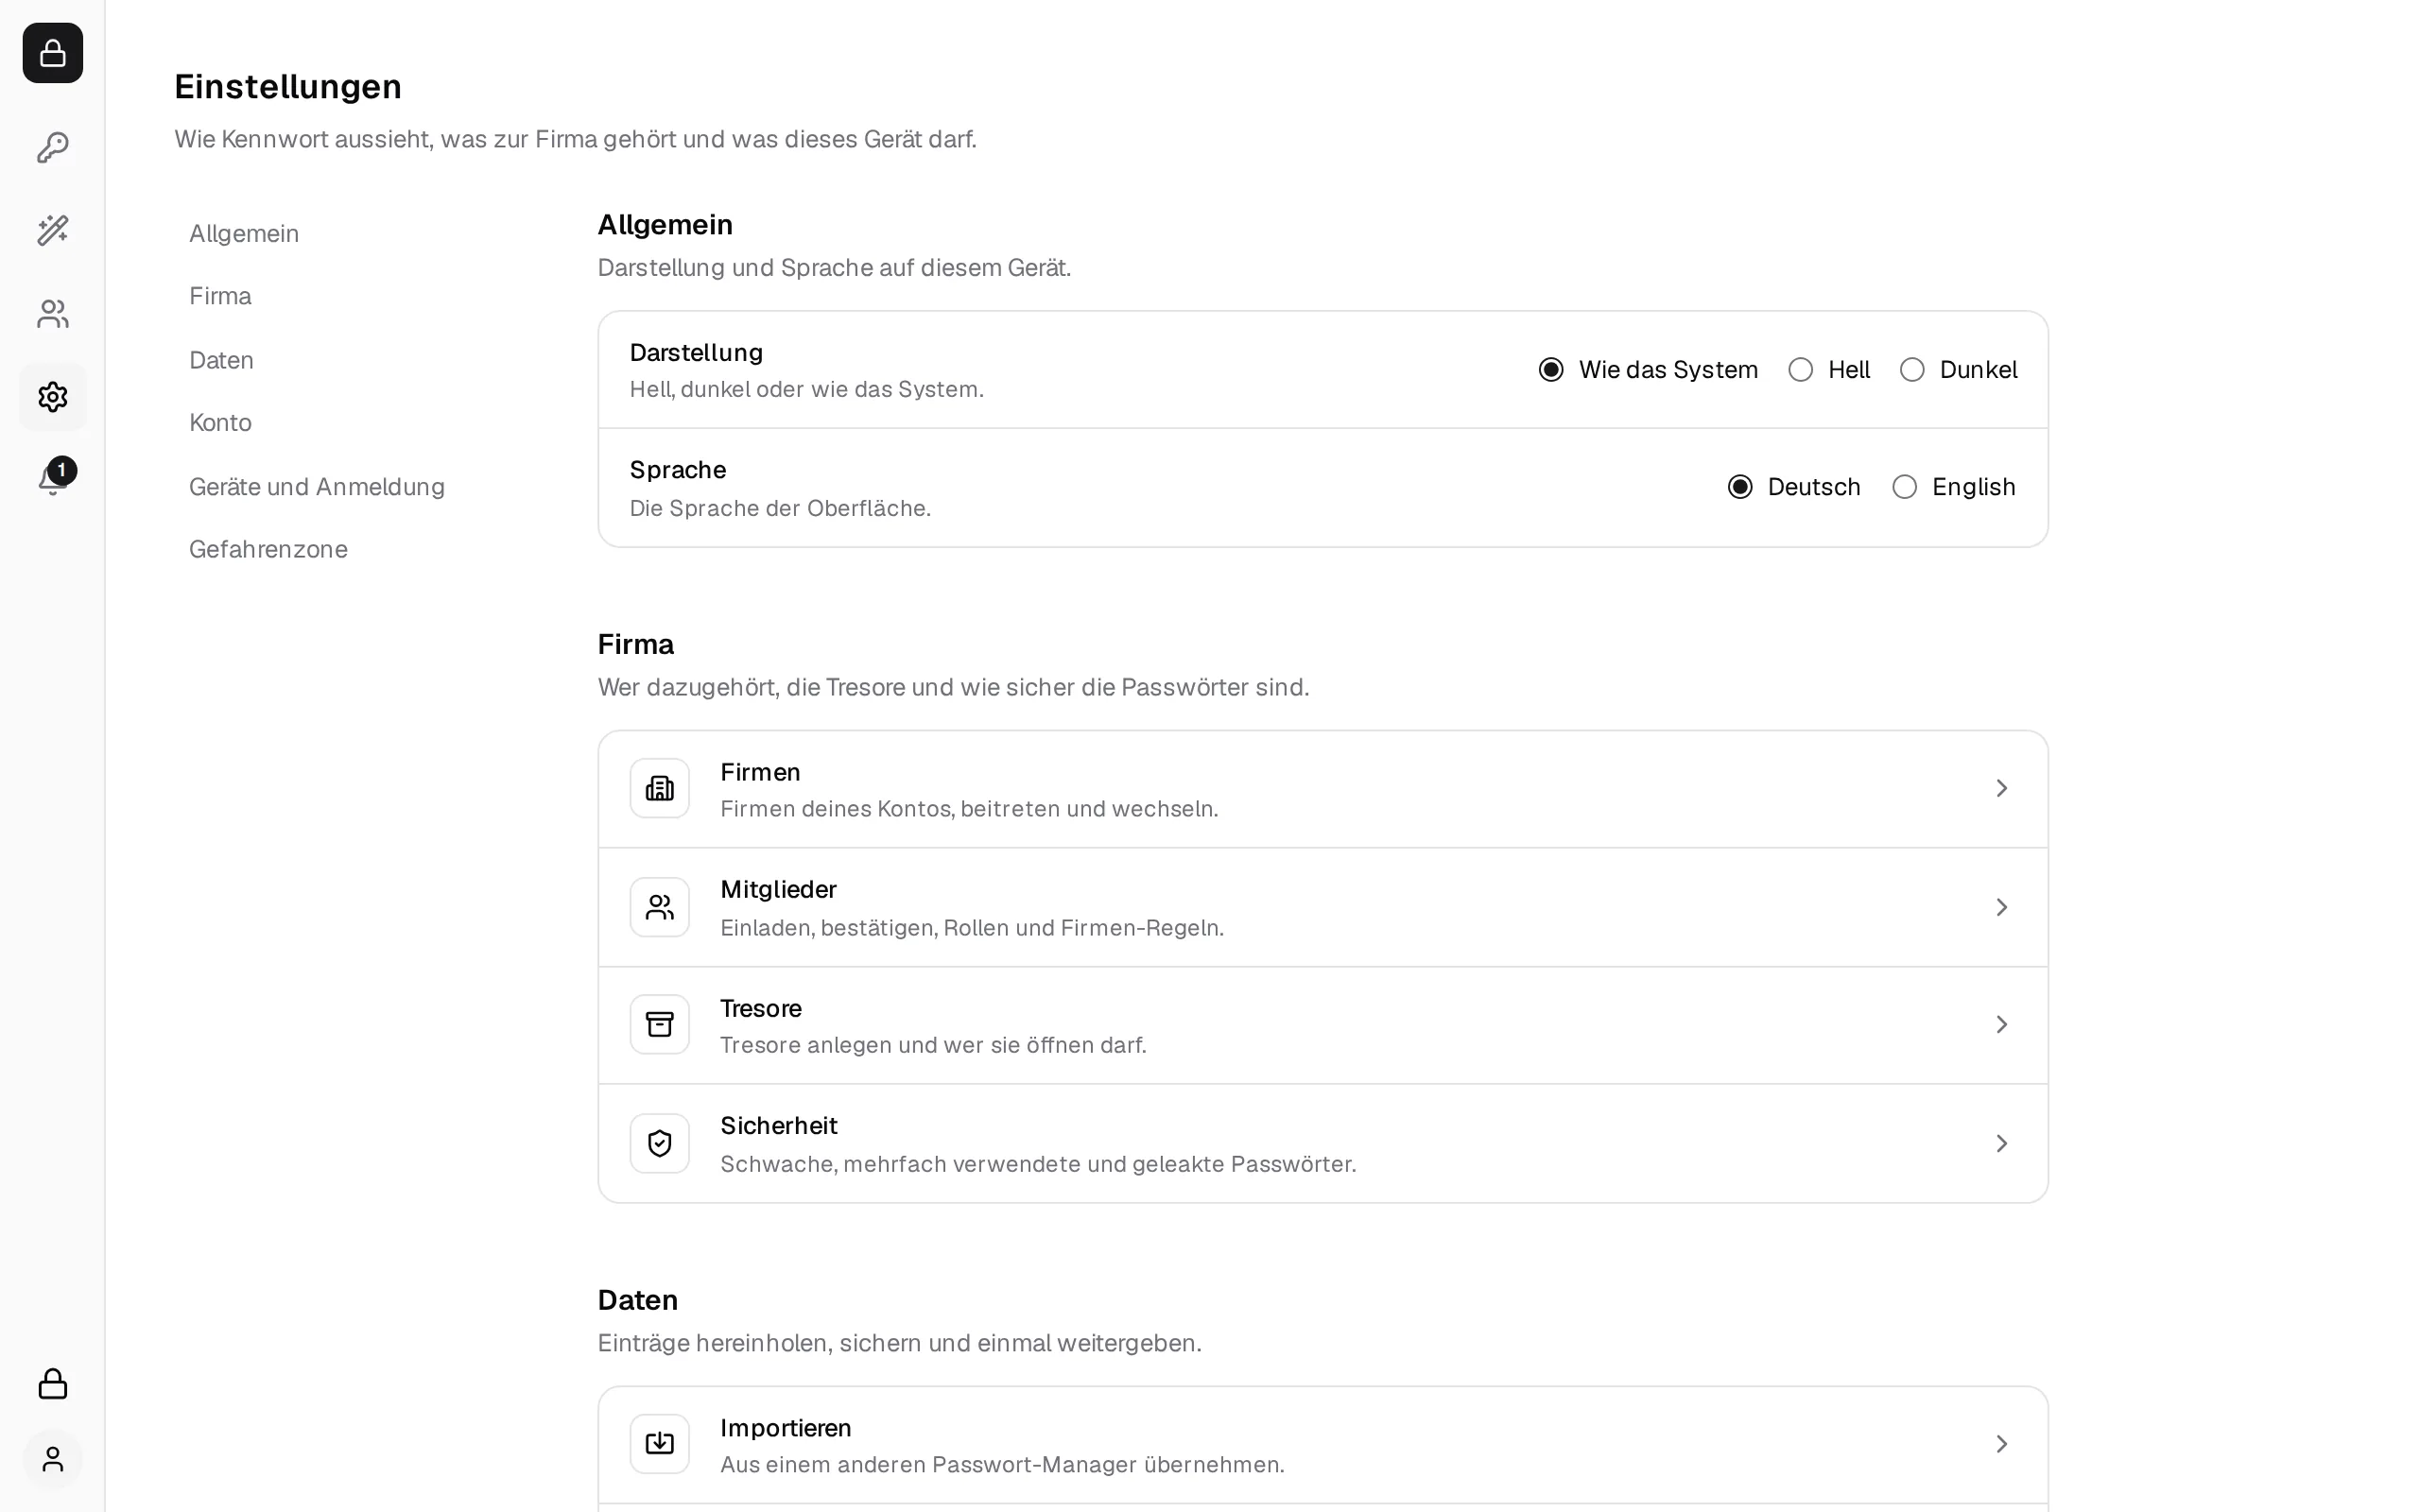 Einstellungen
Wie Kennwort aussieht, was zur Firma gehört und was dieses Gerät darf.
Allgemein
Firma
Daten
Konto
1
Geräte und Anmeldung
Gefahrenzone
Allgemein
Darstellung und Sprache auf diesem Gerät.
Darstellung
Hell, dunkel oder wie das System.
Wie das System Hell Dunkel
Sprache
Die Sprache der Oberfläche.
Deutsch English
Firma
Wer dazugehört, die Tresore und wie sicher die Passwörter sind.
Firmen
Firmen deines Kontos, beitreten und wechseln.
Mitglieder
Einladen, bestätigen, Rollen und Firmen-Regeln.
Tresore
Tresore anlegen und wer sie öffnen darf.
Sicherheit
Schwache, mehrfach verwendete und geleakte Passwörter.
Daten
Einträge hereinholen, sichern und einmal weitergeben.
Importieren
Aus einem anderen Passwort-Manager übernehmen.